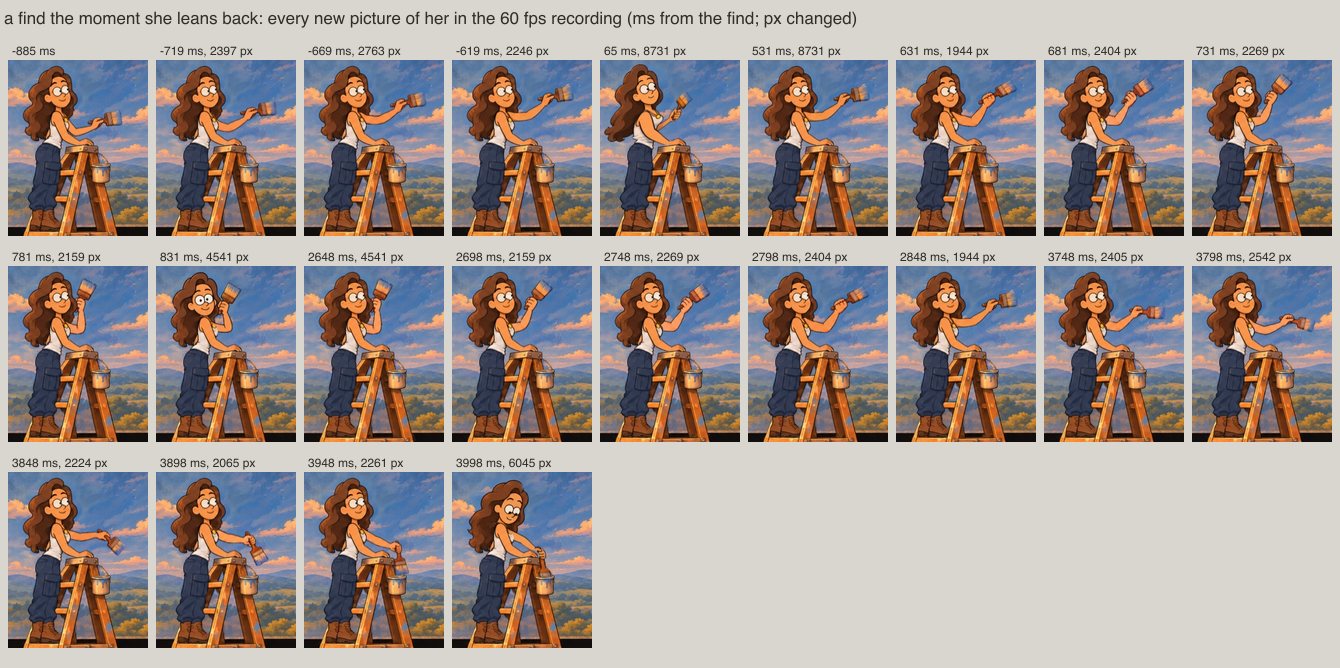 a find the moment she leans back: every new picture of her in the 60 fps recording (ms from the find; px changed)
-885 ms
-719 ms, 2397 px
-669 ms, 2763 px
-619 ms, 2246 px
65 ms, 8731 px
531 ms, 8731 px
631 ms, 1944 px
681 ms, 2404 px
731 ms, 2269 px
781 ms, 2159 px
831 ms, 4541 px
2648 ms, 4541 px
2698 ms, 2159 px
2748 ms, 2269 px
2798 ms, 2404 px
2848 ms, 1944 px
3748 ms, 2405 px
3798 ms, 2542 px
3848 ms, 2224 px
3898 ms, 2065 px
3948 ms, 2261 px
3998 ms, 6045 px